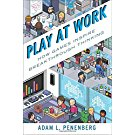 PLAY AT WORK
HOW GAMES INSPIRE
BREAKTHROUGH THINKING
ADAM L. PENENBERG